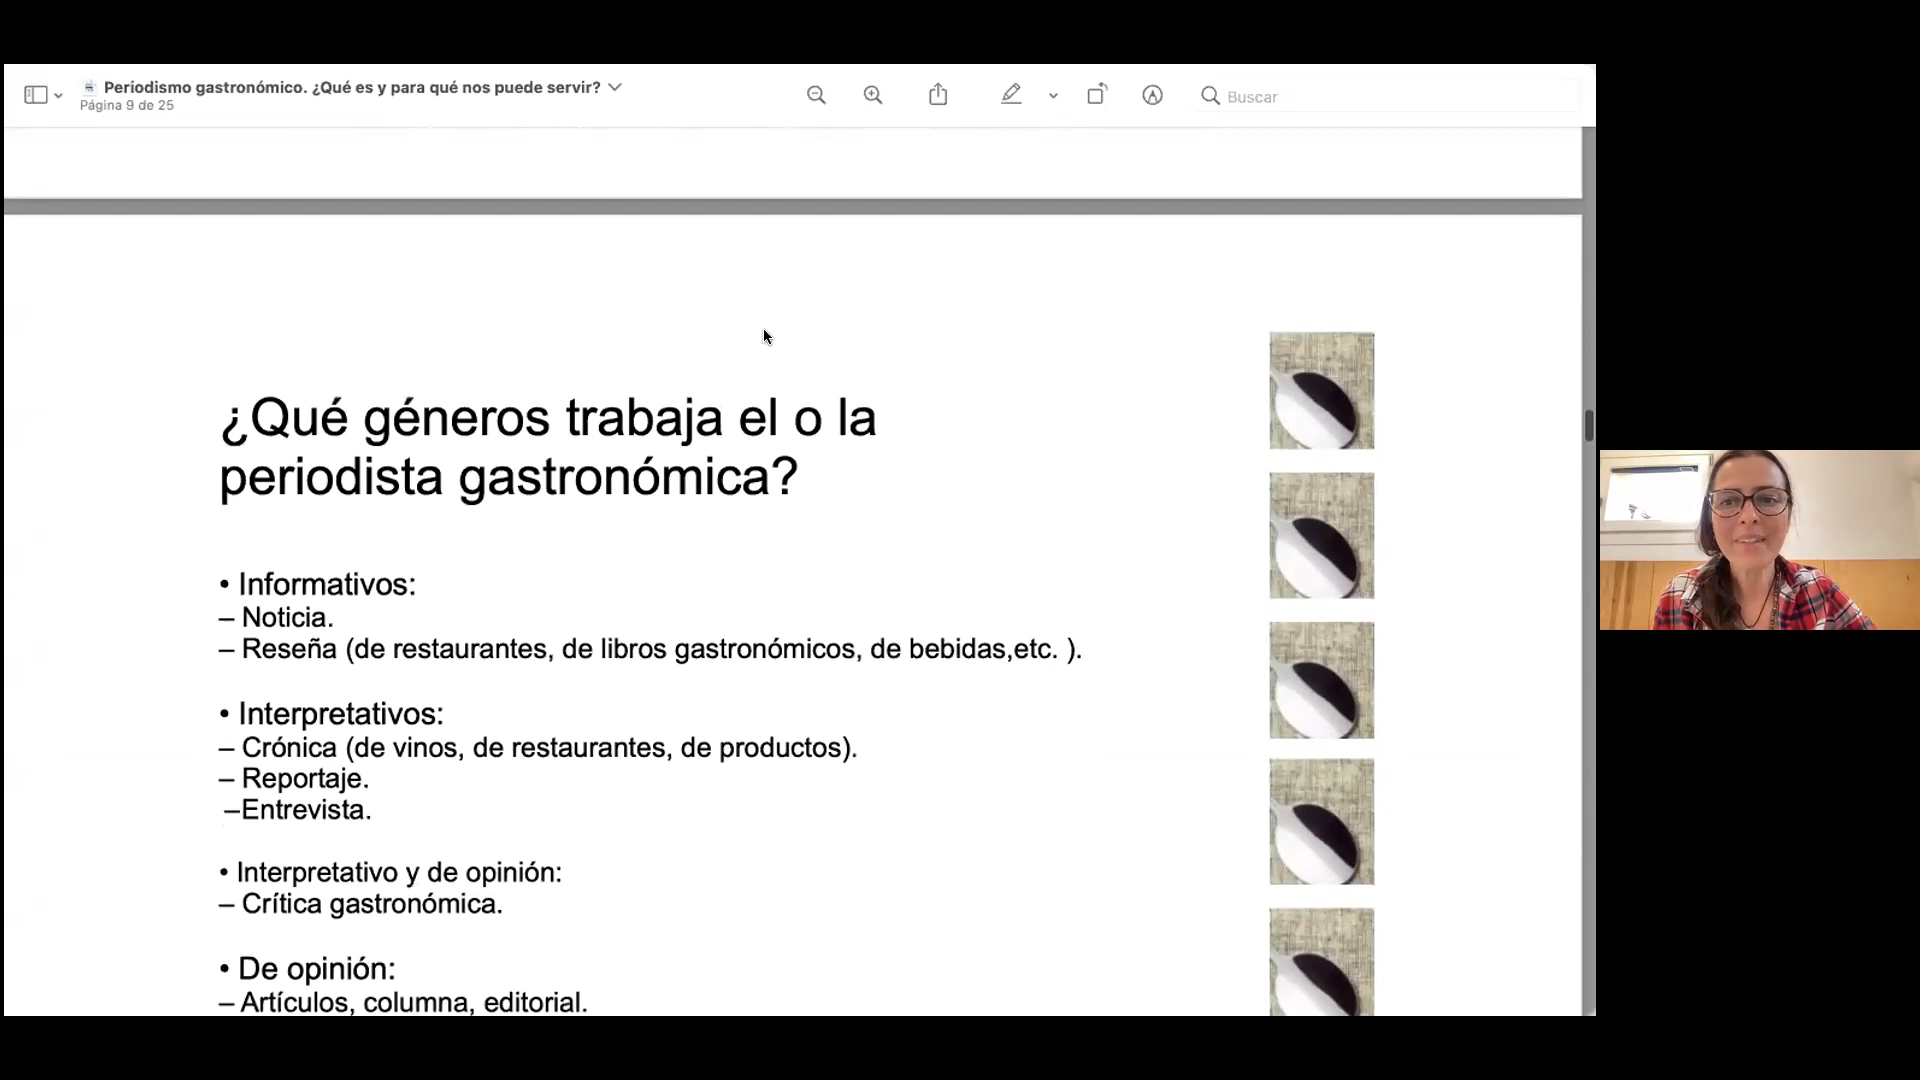 Periodismo gastronómico. ¿Qué es y para qué nos puede servir?
Página 9 de 25
Buscar
¿Qué géneros trabaja el o la
periodista gastronómica?
• Informativos:
– Noticia.
– Reseña (de restaurantes, de libros gastronómicos, de bebidas,etc. ).
• Interpretativos:
– Crónica (de vinos, de restaurantes, de productos).
– Reportaje.
–Entrevista.
• Interpretativo y de opinión:
– Crítica gastronómica.
• De opinión:
– Artículos, columna, editorial.